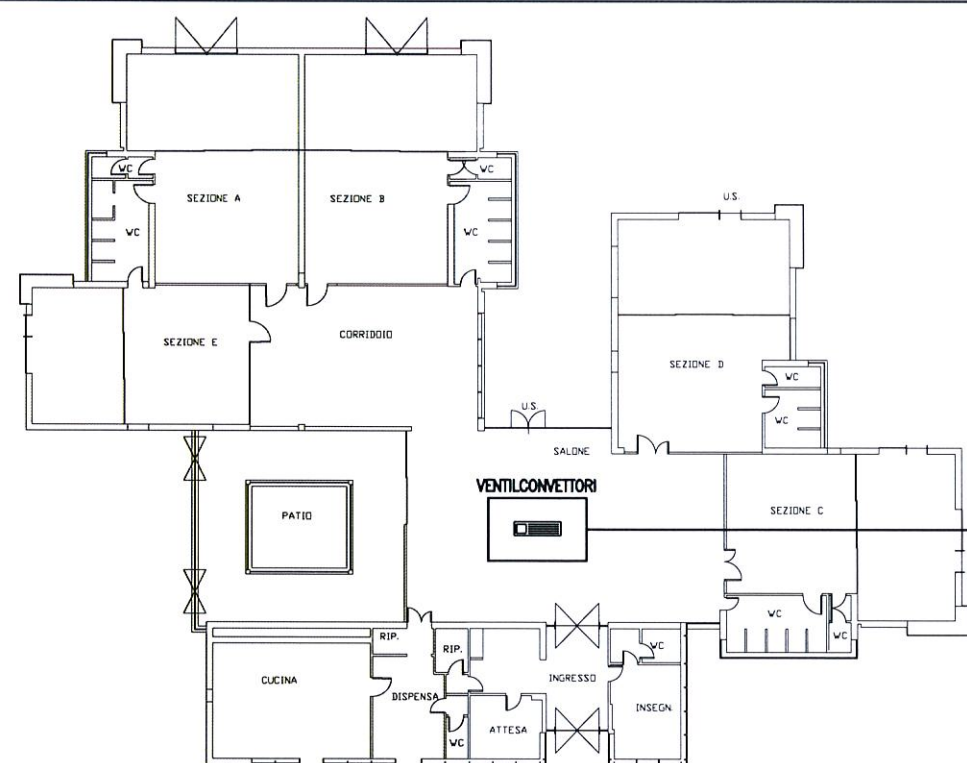 WC
WC
SEZIONE A
SEZIONE B
U.S.
WC
WC
CORRIDOIO
SEZIONE E
SEZIONE D
WC
U.S.
WC
SALONE
VENTILCONVETTORI
PATIO
SEZIONE C
WC
RIP.
WC
RIP.
WC
CUCINA
INGRESSO
DISPENSA
INSEGN.
ATTESA
WC